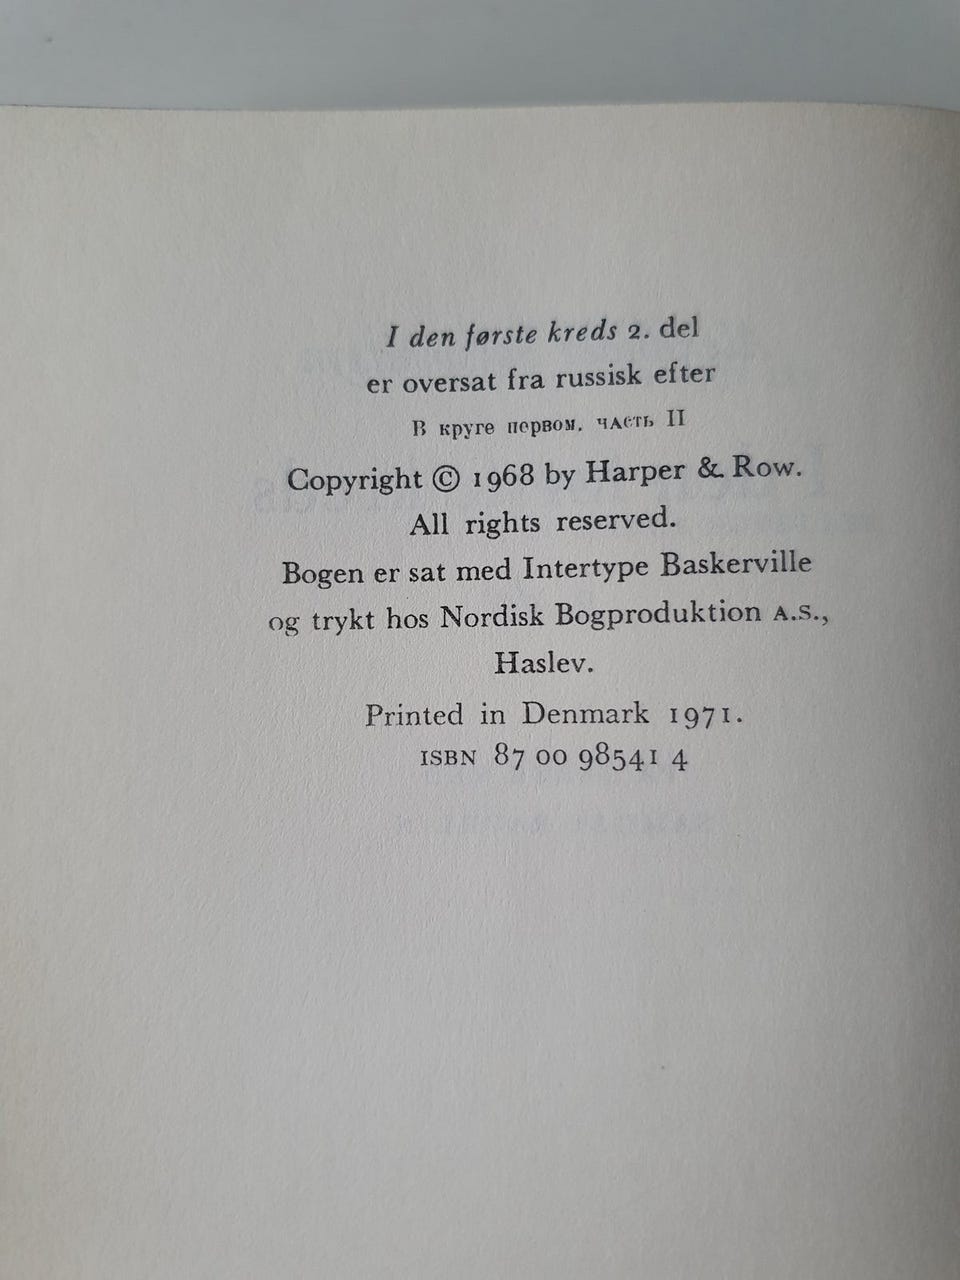 I den første kreds 2. del
er oversat fra russisk efter
В круге первом. часть II
Copyright © 1968 by Harper & Row.
All rights reserved.
Bogen er sat med Intertype Baskerville
og trykt hos Nordisk Bogproduktion A.S.,
Haslev.
Printed in Denmark 1971.
ISBN 87 00 98541 4